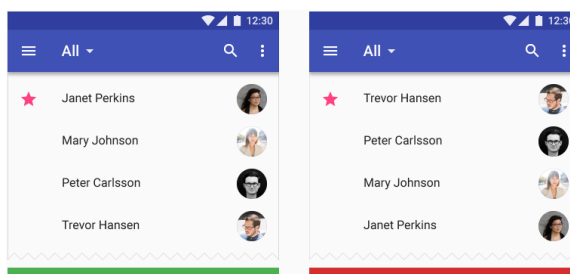 12:30
All
Janet Perkins
Mary Johnson
Peter Carlsson
Trevor Hansen
12:30
All
Trevor Hansen
Peter Carlsson
Mary Johnson
Janet Perkins